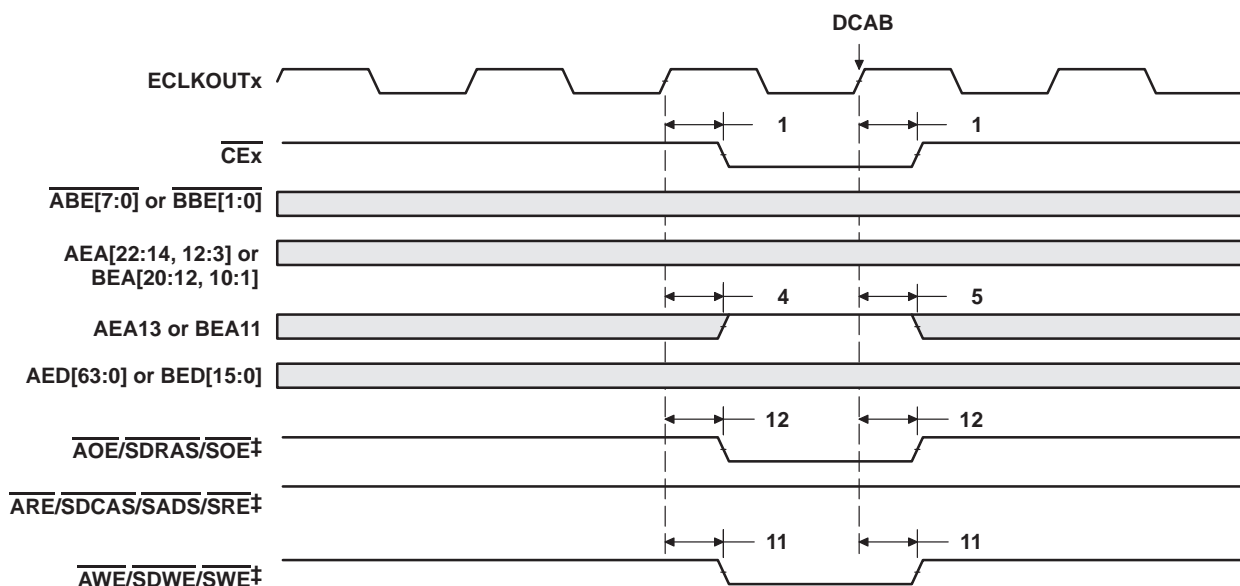 DCAB
ECLKOUTx
1 1
CEx
ABE[7:0] or BBE[1:0]
AEA[22:14, 12:3] or
BEA[20:12, 10:1]
4 5
AEA13 or BEA11
AED[63:0] or BED[15:0]
12 12
AOE/SDRAS/SOE‡
ARE/SDCAS/SADS/SRE‡
11 11
AWE/SDWE/SWE‡